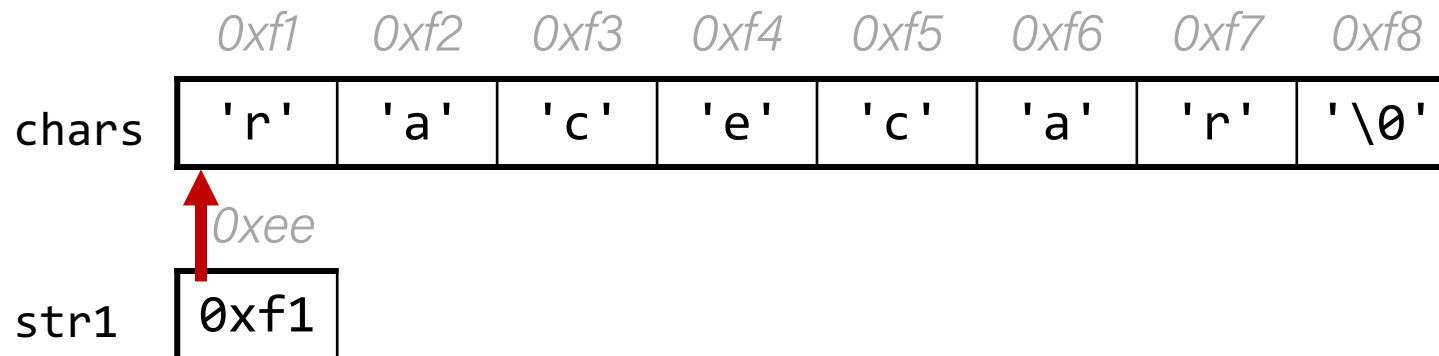 0xf1 0xf2 0xf3 0xf4 0xf5 0xf6 0xf7 0xf8
chars 'r' 'a' 'c' 'e' 'c' 'a' 'r' '\0'
0xee
str1 0xf1